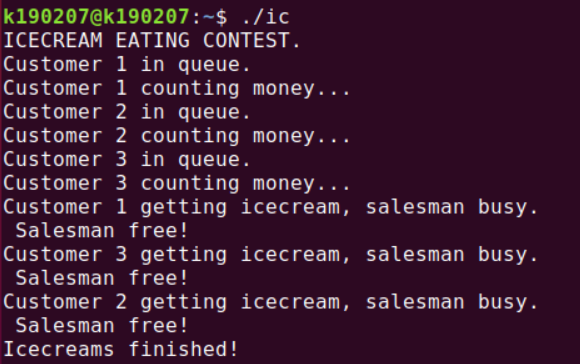 k190207@k190207:~$ ./ic
ICECREAM EATING CONTEST.
Customer 1 in queue.
Customer 1 counting money...
Customer 2 in queue.
Customer 2 counting money...
Customer 3 in queue.
Customer 3 counting money...
Customer 1 getting icecream, salesman busy.
 Salesman free!
Customer 3 getting icecream, salesman busy.
 Salesman free!
Customer 2 getting icecream, salesman busy.
 Salesman free!
Icecreams finished!